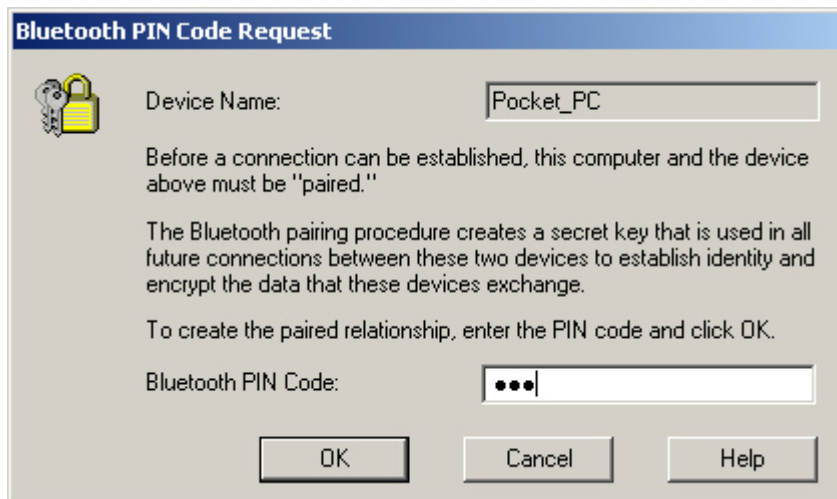 Bluetooth PIN Code Request
Device Name: Pocket_PC
Before a connection can be established, this computer and the device
above must be "paired."
The Bluetooth pairing procedure creates a secret key that is used in all
future connections between these two devices to establish identity and
encrypt the data that these devices exchange.
To create the paired relationship, enter the PIN code and click OK.
Bluetooth PIN Code: •••
OK Cancel Help